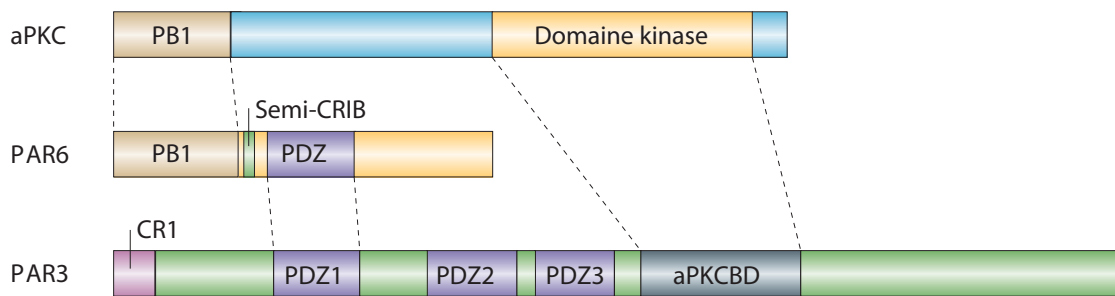 aPKC PB1 Domaine kinase
Semi-CRIB
PAR6 PB1 PDZ
CR1
PAR3 PDZ1 PDZ2 PDZ3 aPKCBD